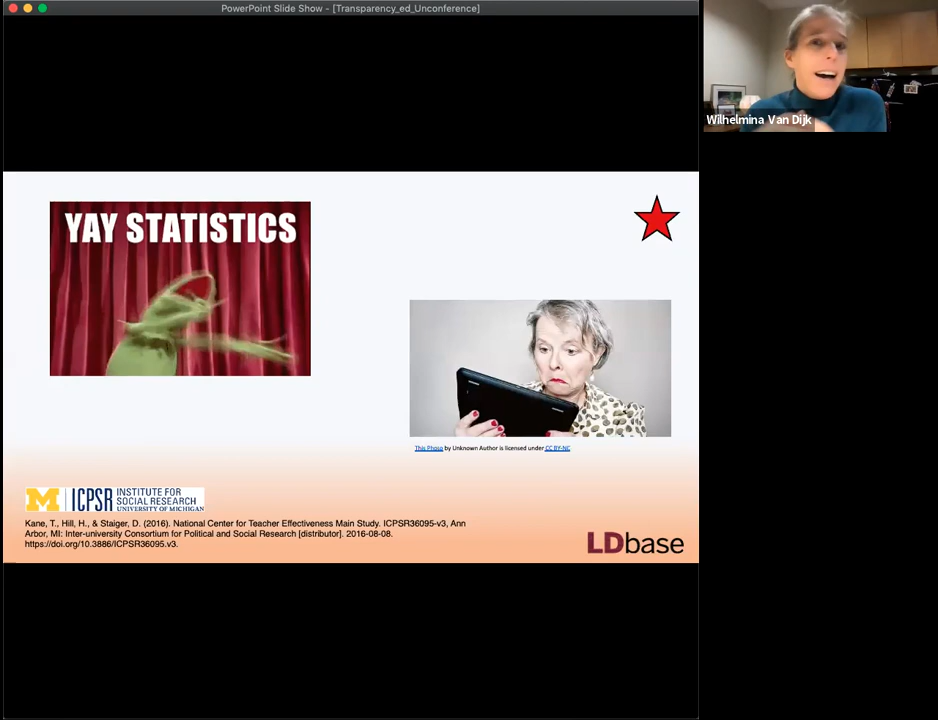 PowerPoint Slide Show - [Transparency_ed_Unconference]
Wilhelmina Van Dijk
YAY STATISTICS
This Photo by Unknown Author is licensed under CC BY-NC
M ICPSR INSTITUTE FOR
SOCIAL RESEARCH
UNIVERSITY OF MICHIGAN
Kane, T., Hill, H., & Staiger, D. (2016). National Center for Teacher Effectiveness Main Study. ICPSR36095-v3, Ann
Arbor, MI: Inter-university Consortium for Political and Social Research [distributor]. 2016-08-08.
https://doi.org/10.3886/ICPSR36095.v3.
LDbase